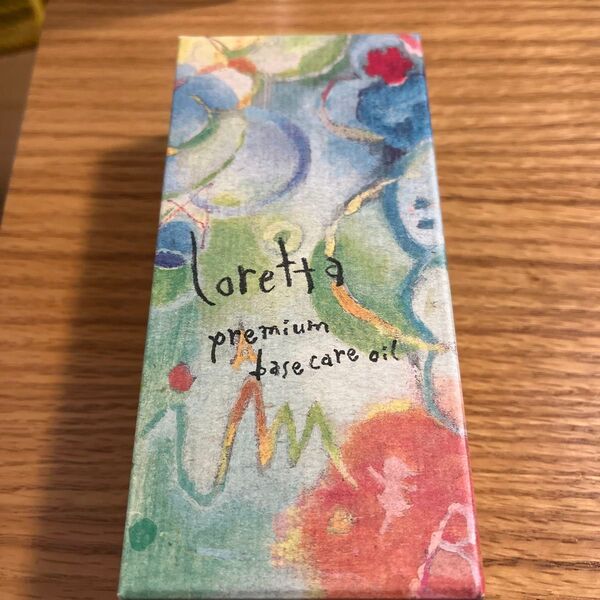 loretta
premium
base care oil